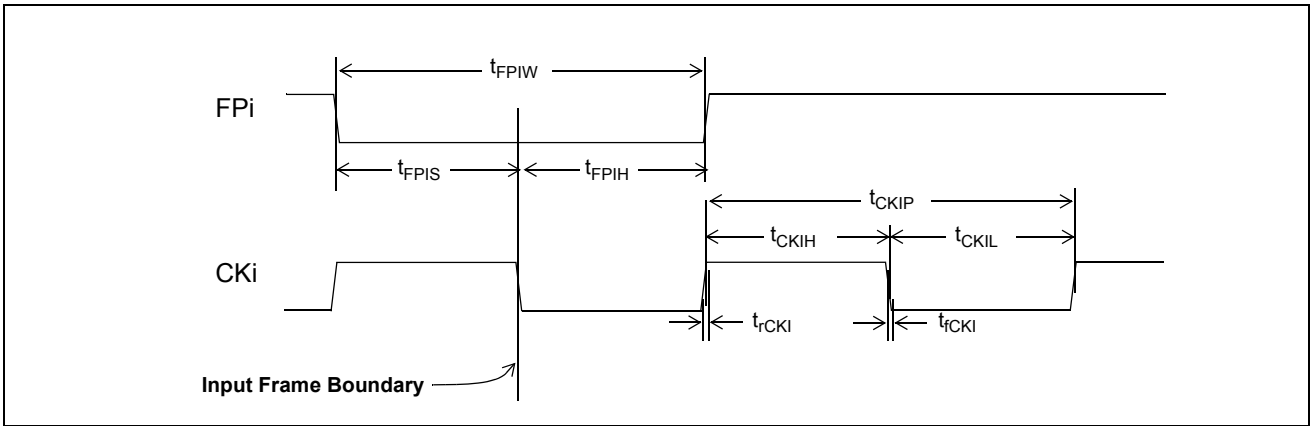 tFPIW
FPi
tFPIS
tFPIH
tCKIP
tCKIH
tCKIL
CKi
trCKI
tfCKI
Input Frame Boundary